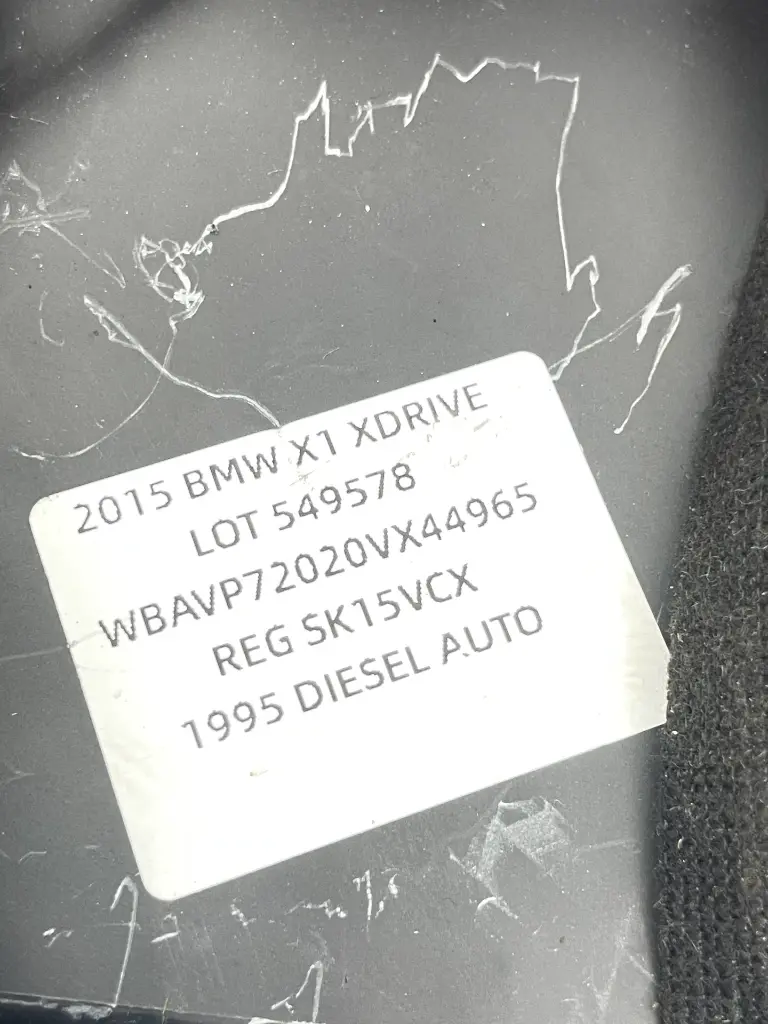 2015 BMW X1 XDRIVE
LOT 549578
WBAVP72020VX44965
REG SK15VCX
1995 DIESEL AUTO